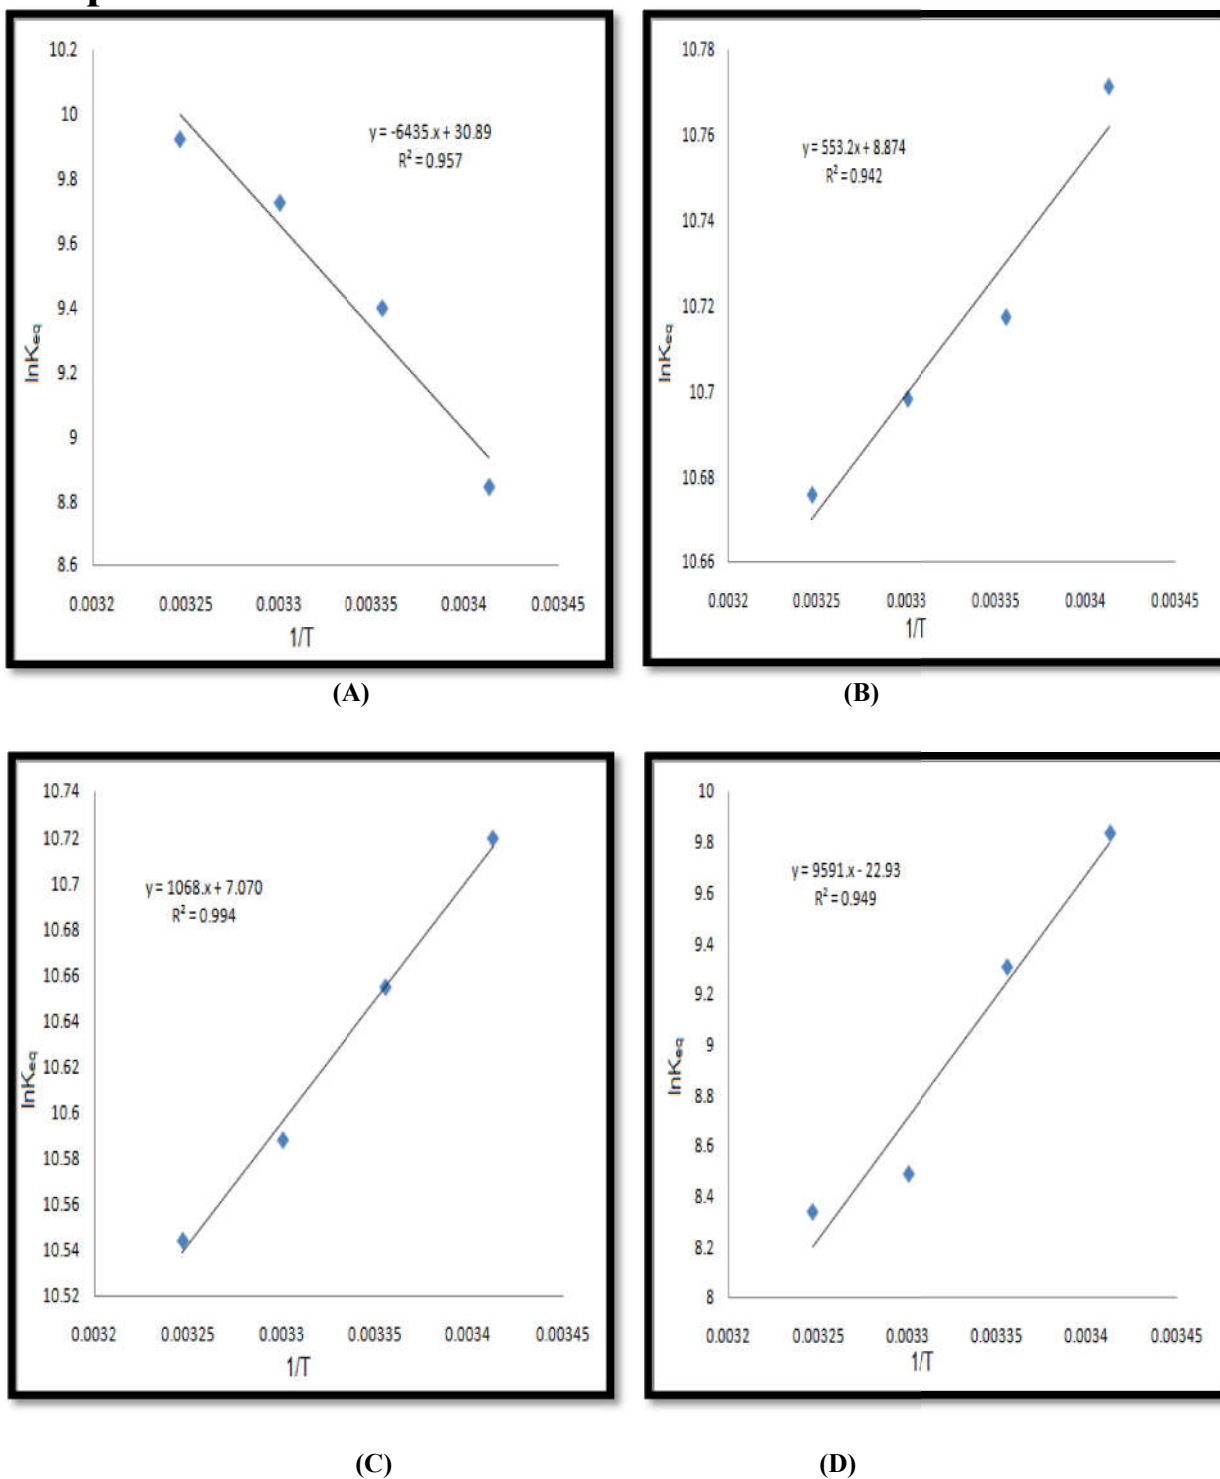 10.2
10
9.8
9.6
9.4
9.2
9
8.8
8.6
lnKeq
y = -6435.x + 30.89
R² = 0.957
0.0032 0.00325 0.0033 0.00335 0.0034 0.00345
1/T
(A)
10.78
10.76
10.74
10.72
10.7
10.68
10.66
lnKeq
y = 553.2x + 8.874
R² = 0.942
0.0032 0.00325 0.0033 0.00335 0.0034 0.00345
1/T
(B)
10.74
10.72
10.7
10.68
10.66
10.64
10.62
10.6
10.58
10.56
10.54
10.52
lnKeq
y = 1068.x + 7.070
R² = 0.994
0.0032 0.00325 0.0033 0.00335 0.0034 0.00345
1/T
(C)
10
9.8
9.6
9.4
9.2
9
8.8
8.6
8.4
8.2
8
lnKeq
y = 9591.x - 22.93
R² = 0.949
0.0032 0.00325 0.0033 0.00335 0.0034 0.00345
1/T
(D)